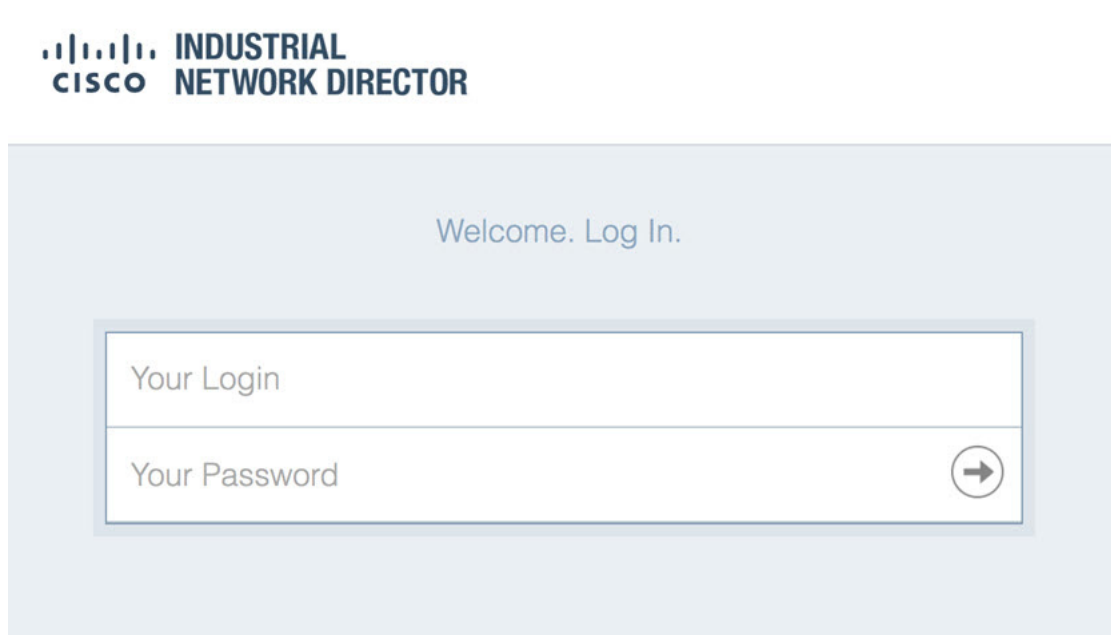 INDUSTRIAL
CISCO NETWORK DIRECTOR
Welcome. Log In.
Your Login
Your Password